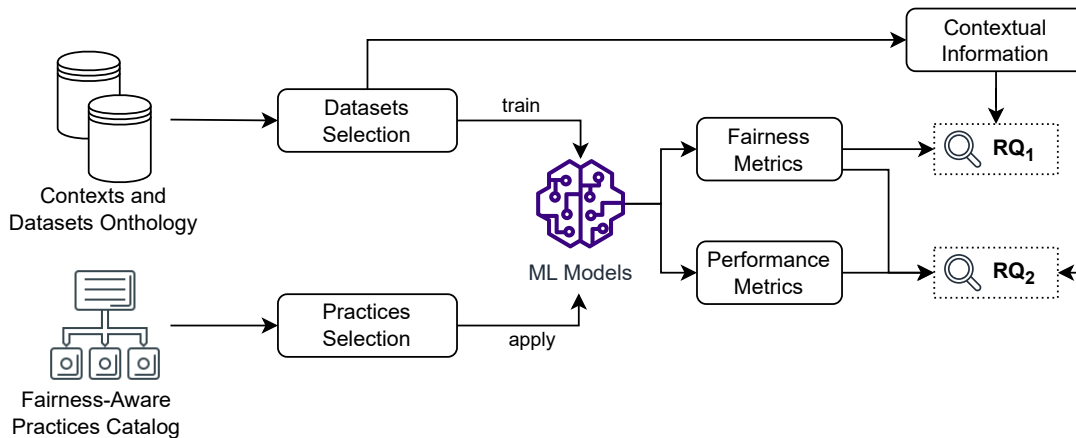 Contextual
Information
Datasets
Selection
train
Fairness
Metrics
RQ1
Contexts and
Datasets Onthology
ML Models
Performance
Metrics
RQ2
Practices
Selection
apply
Fairness-Aware
Practices Catalog